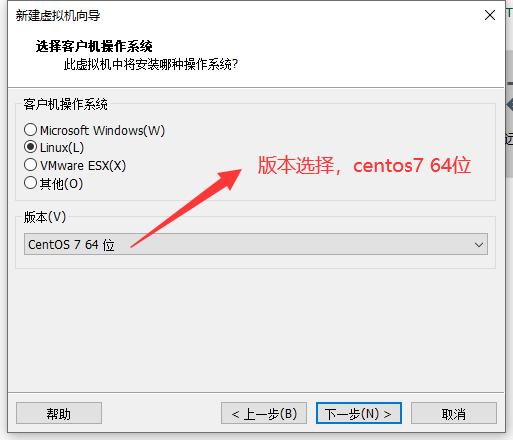 新建虚拟机向导
选择客户机操作系统
此虚拟机中将安装哪种操作系统?
客户机操作系统
Microsoft Windows(W)
Linux(L)
VMware ESX(X)
其他(O)
版本选择，centos7 64位
版本(V)
CentOS 7 64 位
帮助
< 上一步(B)
下一步(N) >
取消